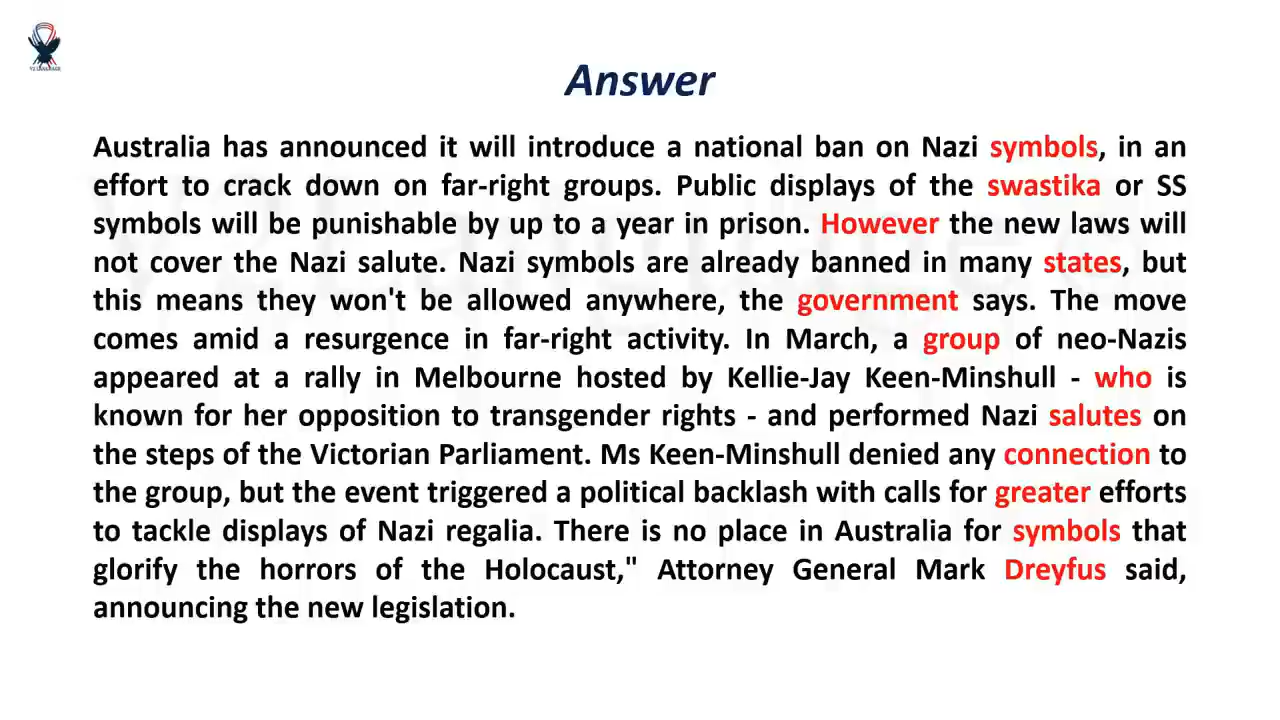 V2 LANGUAGE
Answer
Australia has announced it will introduce a national ban on Nazi symbols, in an
effort to crack down on far-right groups. Public displays of the swastika or SS
symbols will be punishable by up to a year in prison. However the new laws will
not cover the Nazi salute. Nazi symbols are already banned in many states, but
this means they won't be allowed anywhere, the government says. The move
comes amid a resurgence in far-right activity. In March, a group of neo-Nazis
appeared at a rally in Melbourne hosted by Kellie-Jay Keen-Minshull - who is
known for her opposition to transgender rights - and performed Nazi salutes on
the steps of the Victorian Parliament. Ms Keen-Minshull denied any connection to
the group, but the event triggered a political backlash with calls for greater efforts
to tackle displays of Nazi regalia. There is no place in Australia for symbols that
glorify the horrors of the Holocaust," Attorney General Mark Dreyfus said,
announcing the new legislation.